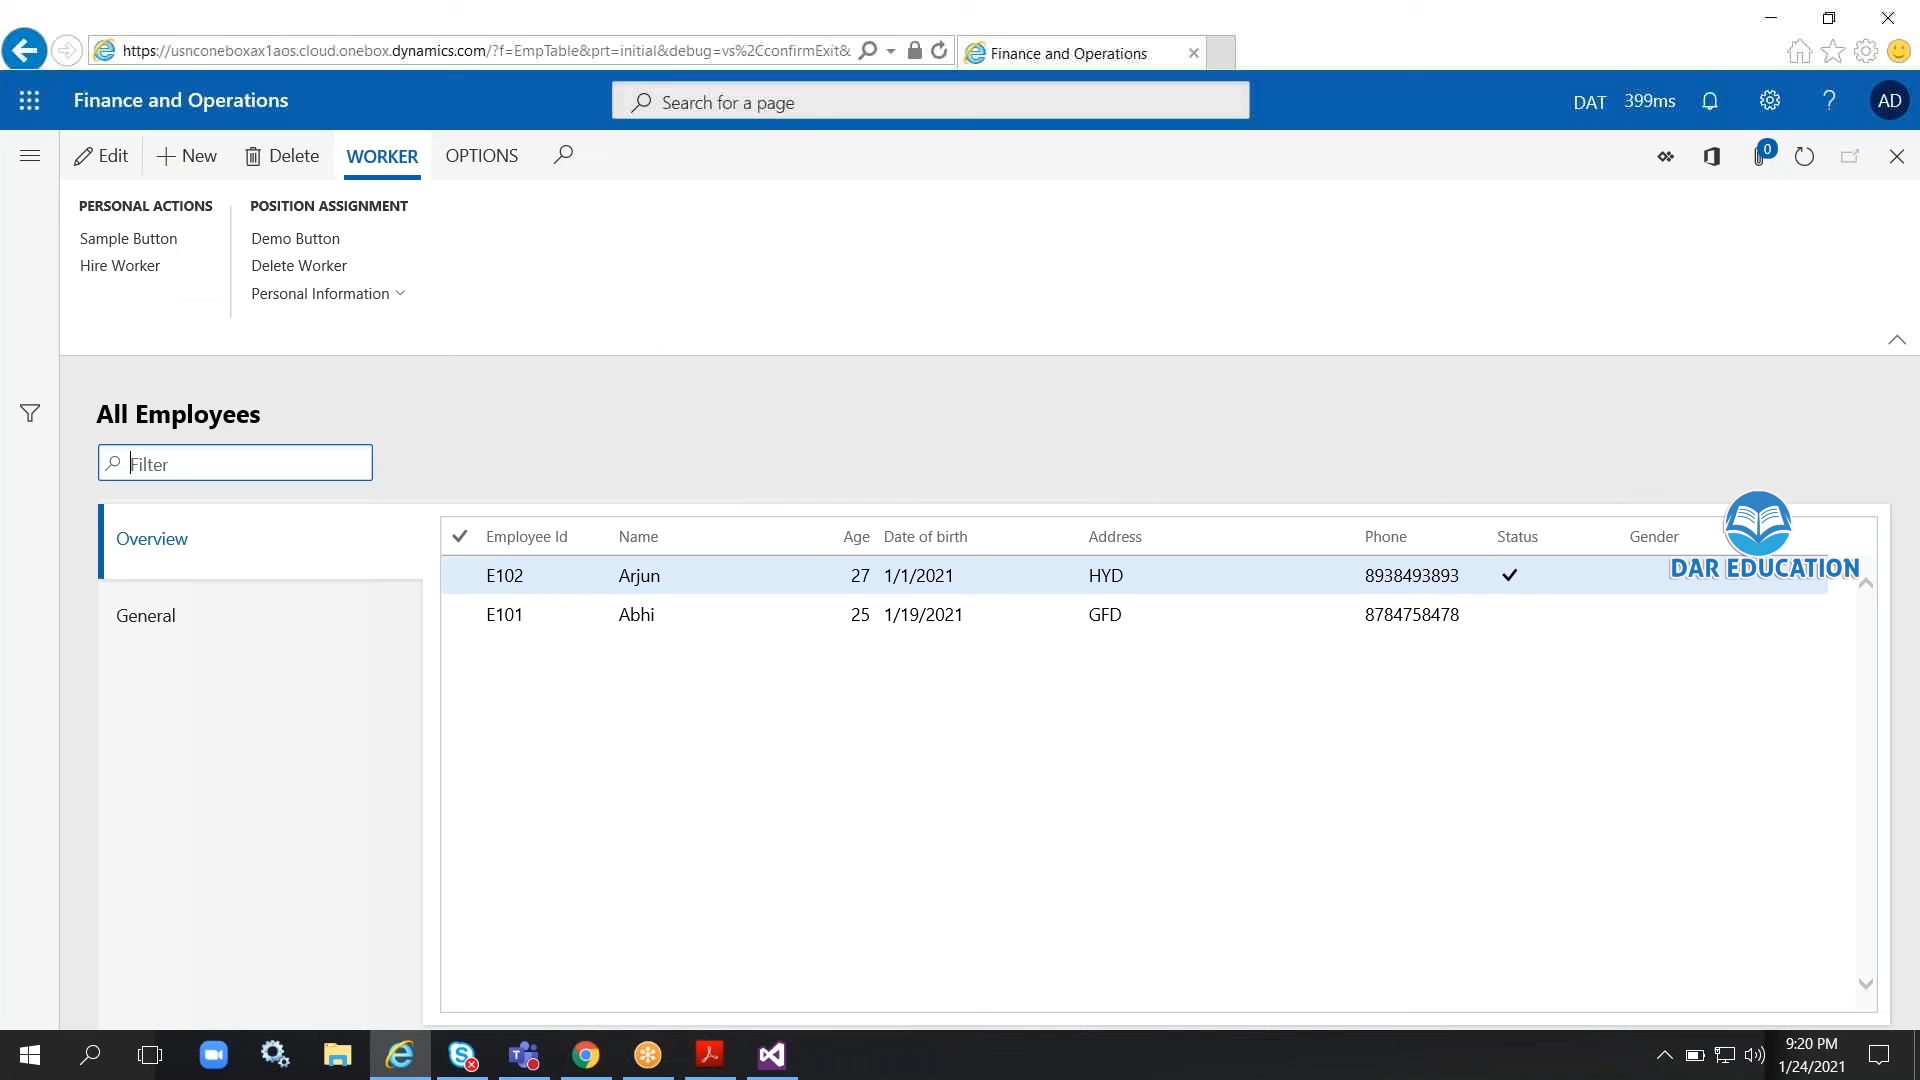 https://usnconeboxax1aos.cloud.onebox.dynamics.com/?f=EmpTable&prt=initial&debug=vs%2CconfirmExit&
Finance and Operations
Finance and Operations
Search for a page
DAT 399ms
AD
Edit New Delete WORKER OPTIONS
0
PERSONAL ACTIONS
Sample Button
Hire Worker
POSITION ASSIGNMENT
Demo Button
Delete Worker
Personal Information
All Employees
Filter
Overview
General
Employee Id Name Age Date of birth Address Phone Status Gender
E102 Arjun 27 1/1/2021 HYD 8938493893
E101 Abhi 25 1/19/2021 GFD 8784758478
DAR EDUCATION
9:20 PM
1/24/2021